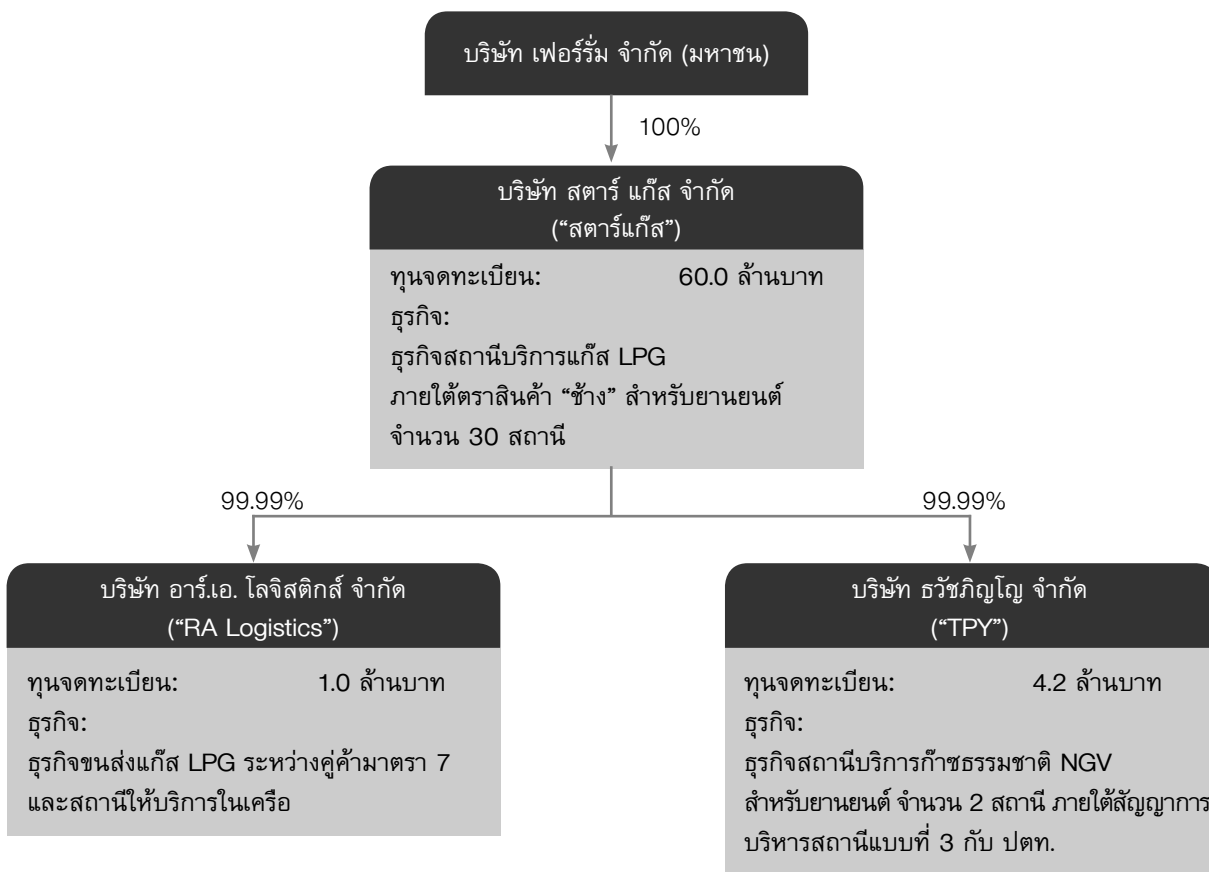 บริษัท เฟอร์รั่ม จำกัด (มหาชน)
100%
บริษัท สตาร์ แก๊ส จำกัด
(“สตาร์แก๊ส”)
ทุนจดทะเบียน: 60.0 ล้านบาท
ธุรกิจ:
ธุรกิจสถานีบริการแก๊ส LPG
ภายใต้ตราสินค้า “ช้าง” สำหรับยานยนต์
จำนวน 30 สถานี
99.99%
99.99%
บริษัท อาร์.เอ. โลจิสติกส์ จำกัด
(“RA Logistics”)
ทุนจดทะเบียน: 1.0 ล้านบาท
ธุรกิจ:
ธุรกิจขนส่งแก๊ส LPG ระหว่างคู่ค้ามาตรา 7
และสถานีให้บริการในเครือ
บริษัท ธวัชภิญโญ จำกัด
(“TPY”)
ทุนจดทะเบียน: 4.2 ล้านบาท
ธุรกิจ:
ธุรกิจสถานีบริการก๊าซธรรมชาติ NGV
สำหรับยานยนต์ จำนวน 2 สถานี ภายใต้สัญญาการ
บริหารสถานีแบบที่ 3 กับ ปตท.